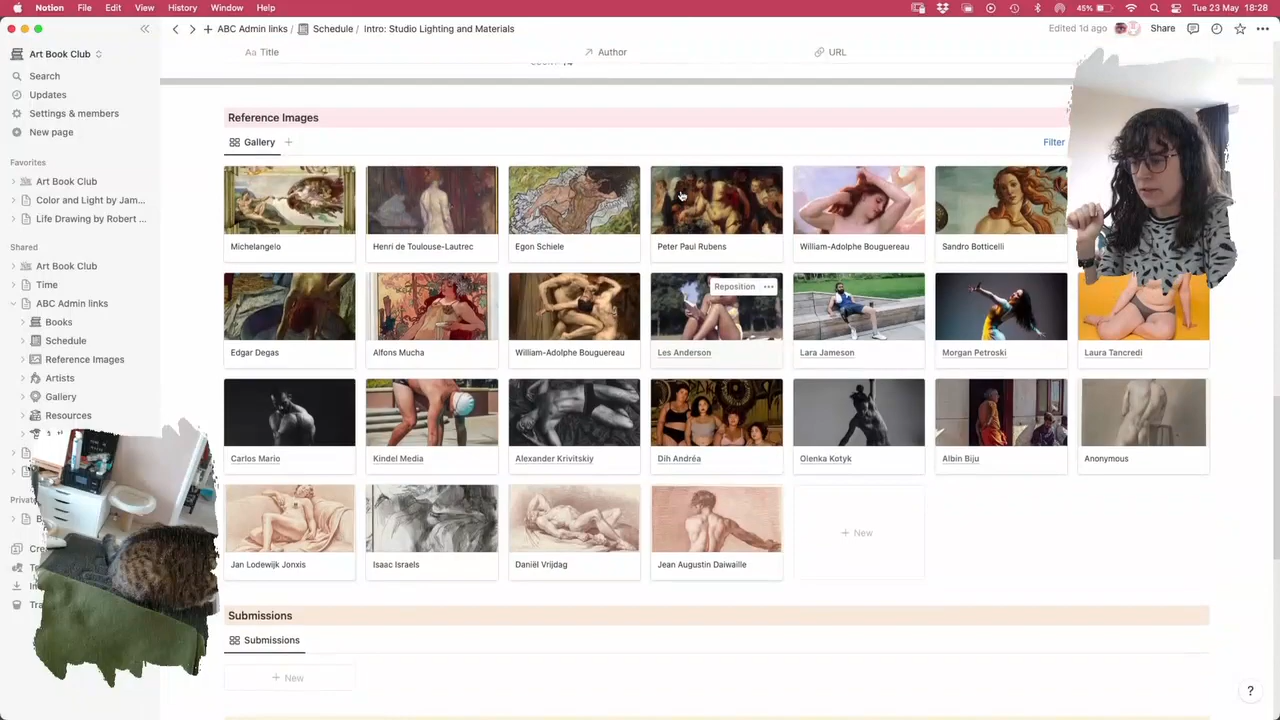 Notion File Edit View History Window Help 45% Tue 23 May 18:28
ABC Admin links / Schedule / Intro: Studio Lighting and Materials Edited 1d ago Share
Art Book Club
Search
Updates
Settings & members
New page
Favorites
Art Book Club
Color and Light by Jam...
Life Drawing by Robert ...
Shared
Art Book Club
Time
ABC Admin links
Books
Schedule
Reference Images
Artists
Gallery
Resources
Aa Title Author URL
Reference Images
Gallery + Filter
Michelangelo Henri de Toulouse-Lautrec Egon Schiele Peter Paul Rubens William-Adolphe Bouguereau Sandro Botticelli
Reposition
Edgar Degas Alfons Mucha William-Adolphe Bouguereau Les Anderson Lara Jameson Morgan Petroski Laura Tancredi
Carlos Mario Kindel Media Alexander Krivitskiy Dih Andréa Olenka Kotyk Albin Biju Anonymous
+ New
Jan Lodewijk Jonxis Isaac Israels Daniël Vrijdag Jean Augustin Daiwaille
Submissions
Submissions
+ New
?